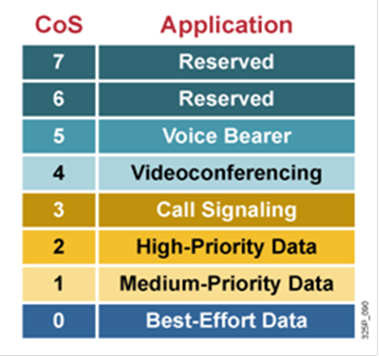 CoS Application
7 Reserved
6 Reserved
5 Voice Bearer
4 Videoconferencing
3 Call Signaling
2 High-Priority Data
1 Medium-Priority Data
0 Best-Effort Data
325P_090